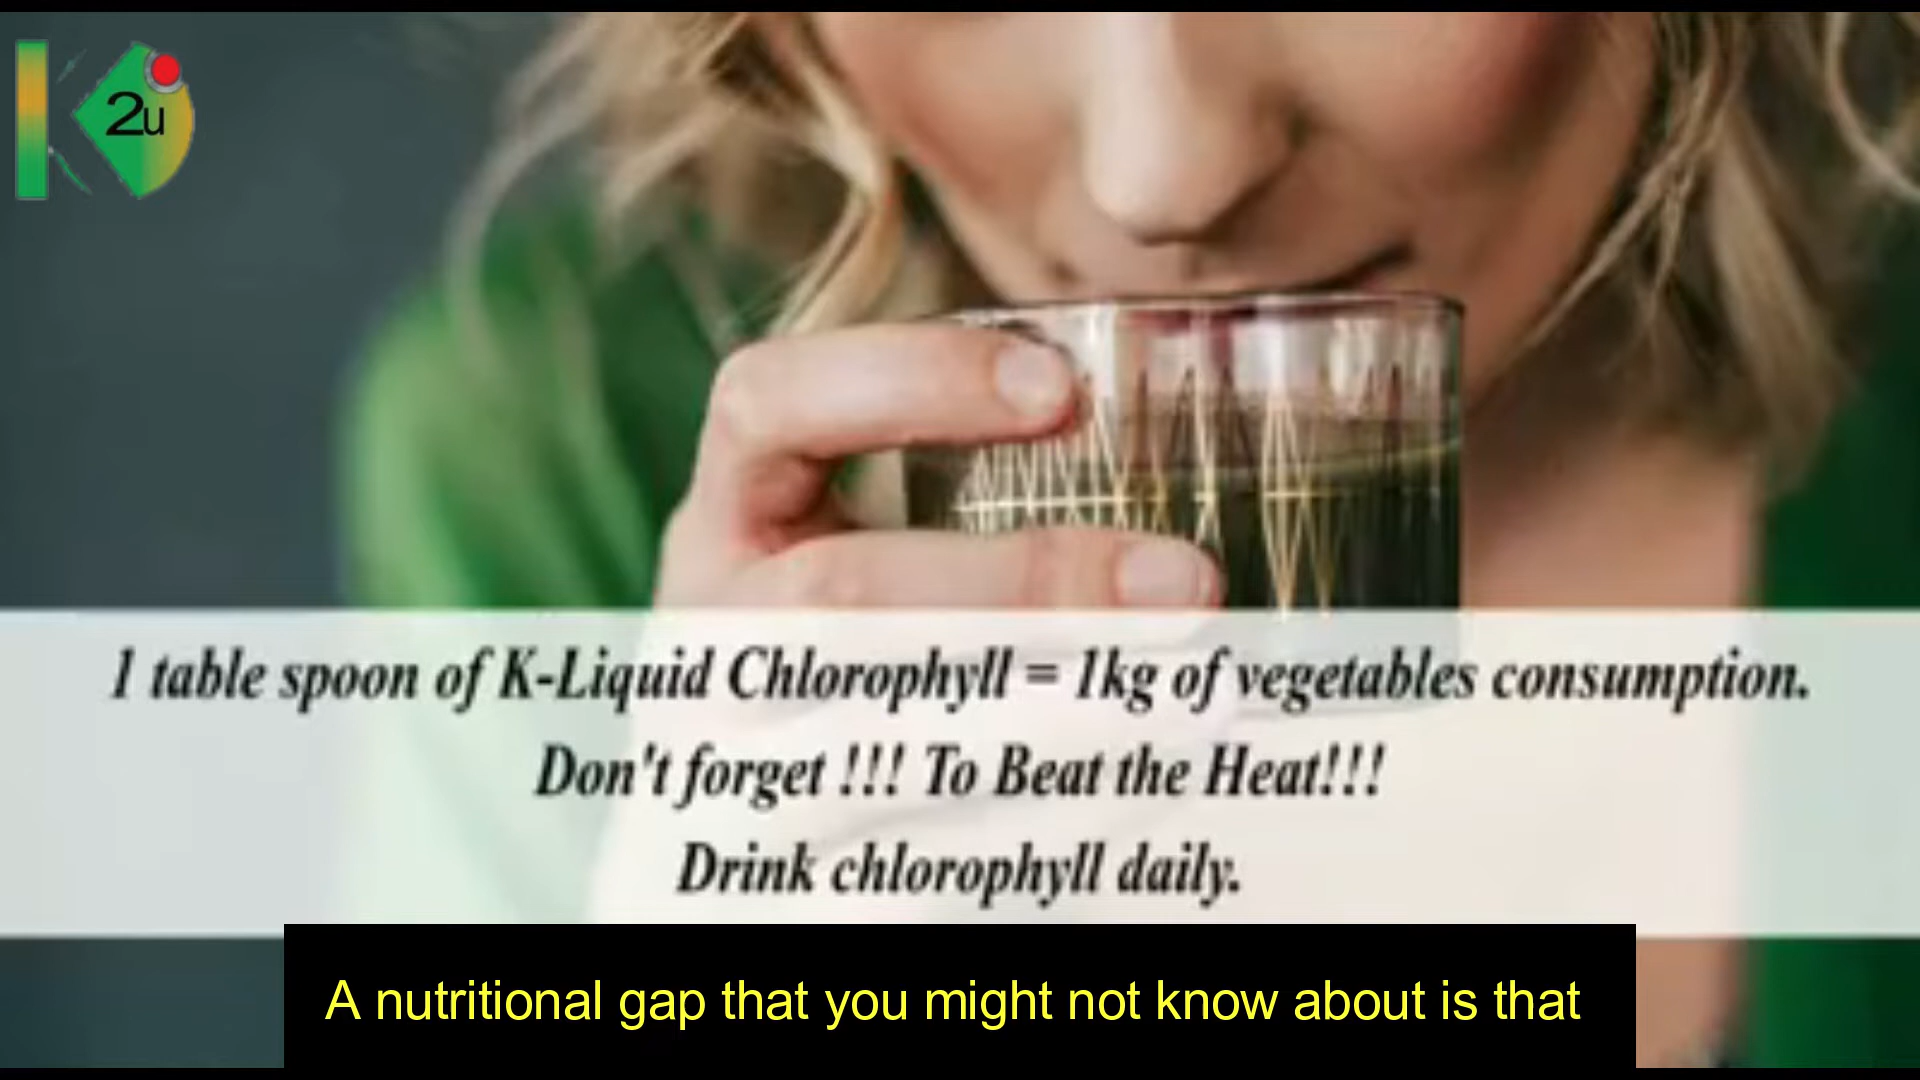 K 2u
1 table spoon of K-Liquid Chlorophyll = 1kg of vegetables consumption.
Don't forget !!! To Beat the Heat!!!
Drink chlorophyll daily.
A nutritional gap that you might not know about is that